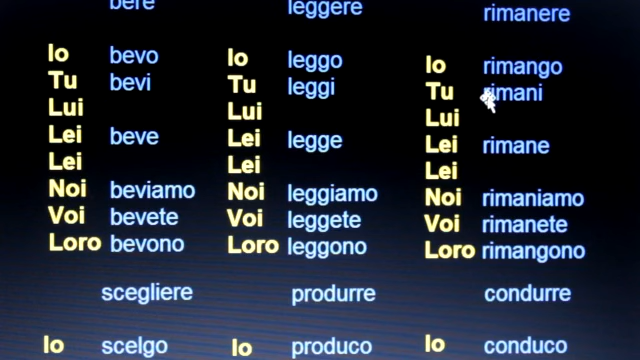 bere leggere rimanere
Io bevo Io leggo Io rimango
Tu bevi Tu leggi Tu rimani
Lui Lui Lui
Lei beve Lei legge Lei rimane
Lei Lei Lei
Noi beviamo Noi leggiamo Noi rimaniamo
Voi bevete Voi leggete Voi rimanete
Loro bevono Loro leggono Loro rimangono
scegliere produrre condurre
Io scelgo Io produco Io conduco